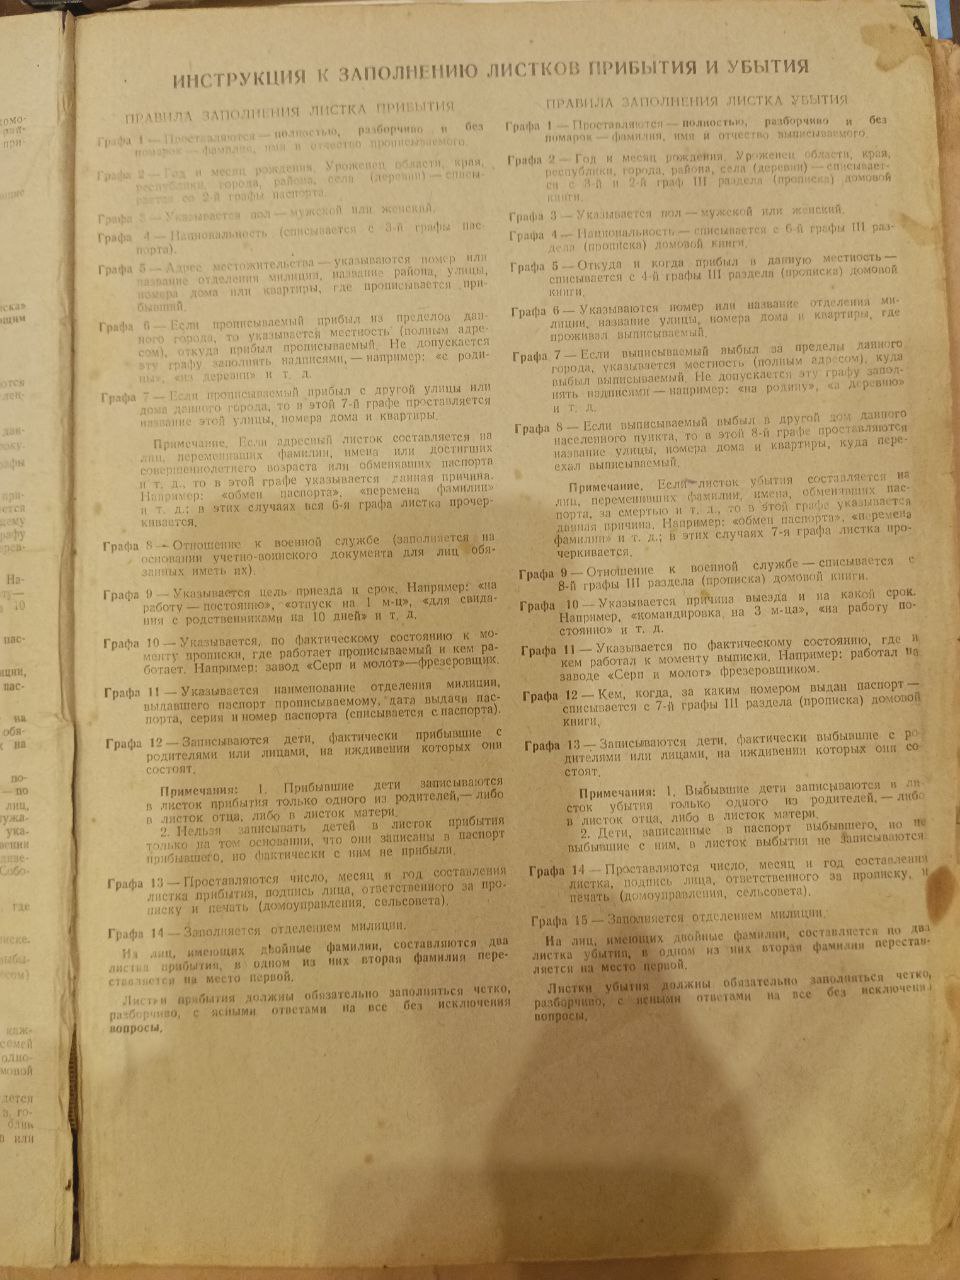 ИНСТРУКЦИЯ К ЗАПОЛНЕНИЮ ЛИСТКОВ ПРИБЫТИЯ И УБЫТИЯ
ПРАВИЛА ЗАПОЛНЕНИЯ ЛИСТКА ПРИБЫТИЯ
Графа 1 — Проставляются — полностью, разборчиво и без
помарок — фамилия, имя и отчество прописываемого.
Графа 2 — Год и месяц рождения. Уроженец области, края,
республики, города, района, села (деревни) — списы-
вается со 2-й графы паспорта.
Графа 3 — Указывается пол — мужской или женский.
Графа 4 — Национальность (списывается с 3-й графы пас-
порта).
Графа 5 — Адрес местожительства — указываются номер или
название отделения милиции, название района, улицы,
номера дома или квартиры, где прописывается при-
бывший.
Графа 6 — Если прописываемый прибыл из пределов дан-
ного города, то указывается местность (полным адре-
сом), откуда прибыл прописываемый. Не допускается
эту графу заполнять надписями, — например: «с роди-
ны», «из деревни» и т. д.
Графа 7 — Если прописываемый прибыл с другой улицы или
дома данного города, то в этой 7-й графе проставляется
название этой улицы, номера дома и квартиры.
Примечание. Если адресный листок составляется на
лиц, переменивших фамилии, имена или достигших
совершеннолетнего возраста или обменявших паспорта
и т. д., то в этой графе указывается данная причина.
Например: «обмен паспорта», «перемена фамилии»
и т. д.; в этих случаях вся 6-я графа листка прочер-
кивается.
Графа 8 — Отношение к военной службе (заполняется на
основании учетно-воинского документа для лиц обя-
занных иметь их).
Графа 9 — Указывается цель приезда и срок. Например: «на
работу — постоянно», «отпуск на 1 м-ц», «для свида-
ния с родственниками на 10 дней» и т. д.
Графа 10 — Указывается, по фактическому состоянию к мо-
менту прописки, где работает прописываемый и кем ра-
ботает. Например: завод «Серп и молот»—фрезеровщик.
Графа 11 — Указывается наименование отделения милиции,
выдавшего паспорт прописываемому, дата выдачи пас-
порта, серия и номер паспорта (списывается с паспорта).
Графа 12 — Записываются дети, фактически прибывшие с
родителями или лицами, на иждивении которых они
состоят.
Примечания: 1. Прибывшие дети записываются
в листок прибытия только одного из родителей,— либо
в листок отца, либо в листок матери.
2. Нельзя записывать детей в листок прибытия
только на том основании, что они записаны в паспорт
прибывшего, но фактически с ним не прибыли.
Графа 13 — Проставляются число, месяц и год составления
листка прибытия, подпись лица, ответственного за про-
писку и печать (домоуправления, сельсовета).
Графа 14 — Заполняется отделением милиции.
На лиц, имеющих двойные фамилии, составляются два
листка прибытия, в одном из них вторая фамилия пере-
ставляется на место первой.
Листки прибытия должны обязательно заполняться четко,
разборчиво, с ясными ответами на все без исключения
вопросы.
ПРАВИЛА ЗАПОЛНЕНИЯ ЛИСТКА УБЫТИЯ
Графа 1 — Проставляются — полностью, разборчиво и без
помарок — фамилия, имя и отчество выписываемого.
Графа 2 — Год и месяц рождения. Уроженец области, края,
республики, города, района, села (деревни) — списывает-
ся с 3-й и 2-й граф III раздела (прописка) домовой
книги.
Графа 3 — Указывается пол — мужской или женский.
Графа 4 — Национальность — списывается с 6-й графы III раз-
дела (прописка) домовой книги.
Графа 5 — Откуда и когда прибыл в данную местность —
списывается с 4-й графы III раздела (прописка) домовой
книги.
Графа 6 — Указываются номер или название отделения ми-
лиции, название улицы, номера дома и квартиры, где
проживал выписываемый.
Графа 7 — Если выписываемый выбыл за пределы данного
города, указывается местность (полным адресом), куда
выбыл выписываемый. Не допускается эту графу запол-
нять надписями — например: «на родину», «в деревню»
и т. д.
Графа 8 — Если выписываемый выбыл в другой дом данного
населенного пункта, то в этой 8-й графе проставляются
название улицы, номера дома и квартиры, куда пере-
ехал выписываемый.
Примечание. Если листок убытия составляется на
лиц, переменивших фамилии, имена, обменявших пас-
порта, за смертью и т. д., то в этой графе указывается
данная причина. Например: «обмен паспорта», «перемена
фамилии» и т. д.; в этих случаях 7-я графа листка про-
черкивается.
Графа 9 — Отношение к военной службе — списывается с
8-й графы III раздела (прописка) домовой книги.
Графа 10 — Указывается причина выезда и на какой срок.
Например, «командировка, на 3 м-ца», «на работу по-
стоянно» и т. д.
Графа 11 — Указывается по фактическому состоянию, где и
кем работал к моменту выписки. Например: работал на
заводе «Серп и молот» фрезеровщиком.
Графа 12 — Кем, когда, за каким номером выдан паспорт —
списывается с 7-й графы III раздела (прописка) домовой
книги.
Графа 13 — Записываются дети, фактически выбывшие с ро-
дителями или лицами, на иждивении которых они со-
стоят.
Примечания: 1. Выбывшие дети записываются в ли-
сток убытия только одного из родителей,— либо
в листок отца, либо в листок матери.
2. Дети, записанные в паспорт выбывшего, но не
выбывшие с ним, в листок выбытия не записываются.
Графа 14 — Проставляются число, месяц и год составления
листка, подпись лица, ответственного за прописку, и
печать (домоуправления, сельсовета).
Графа 15 — Заполняется отделением милиции.
На лиц, имеющих двойные фамилии, составляется по два
листка убытия, в одном из них вторая фамилия перестав-
ляется на место первой.
Листки убытия должны обязательно заполняться четко,
разборчиво, с ясными ответами на все без исключения
вопросы.